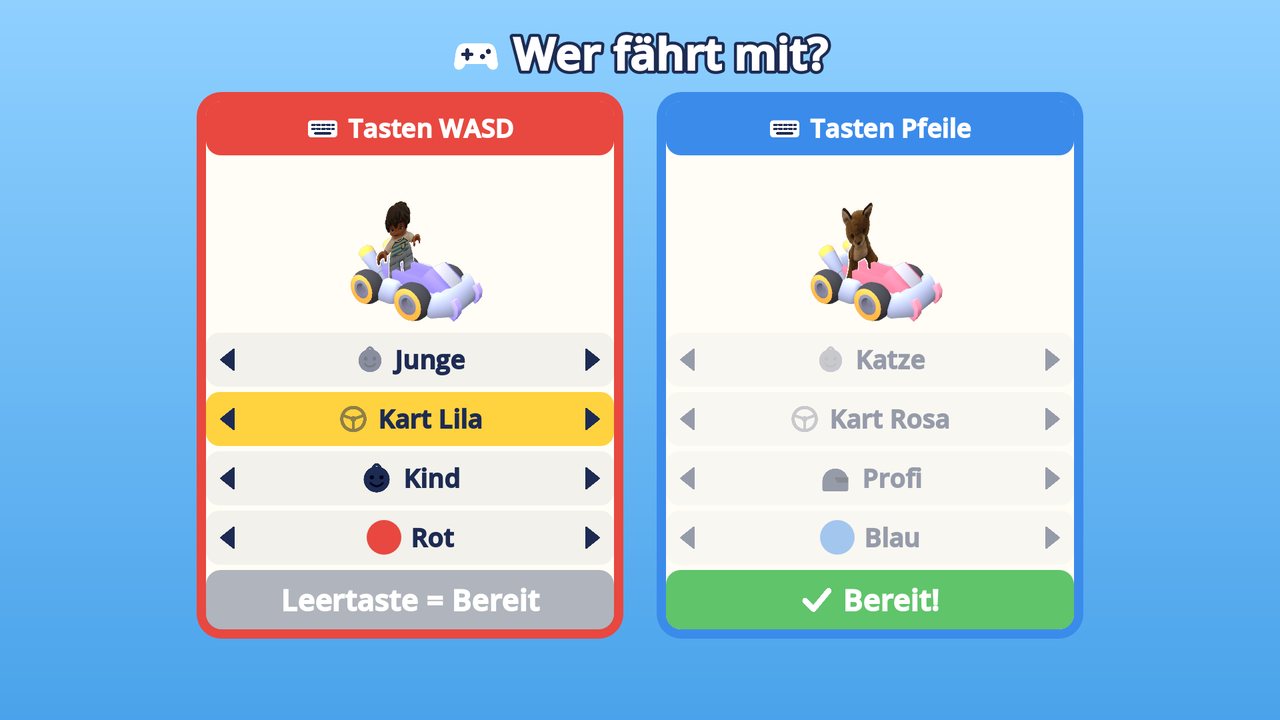 Wer fährt mit?
Tasten WASD
Junge
Kart Lila
Kind
Rot
Leertaste = Bereit
Tasten Pfeile
Katze
Kart Rosa
Profi
Blau
Bereit!